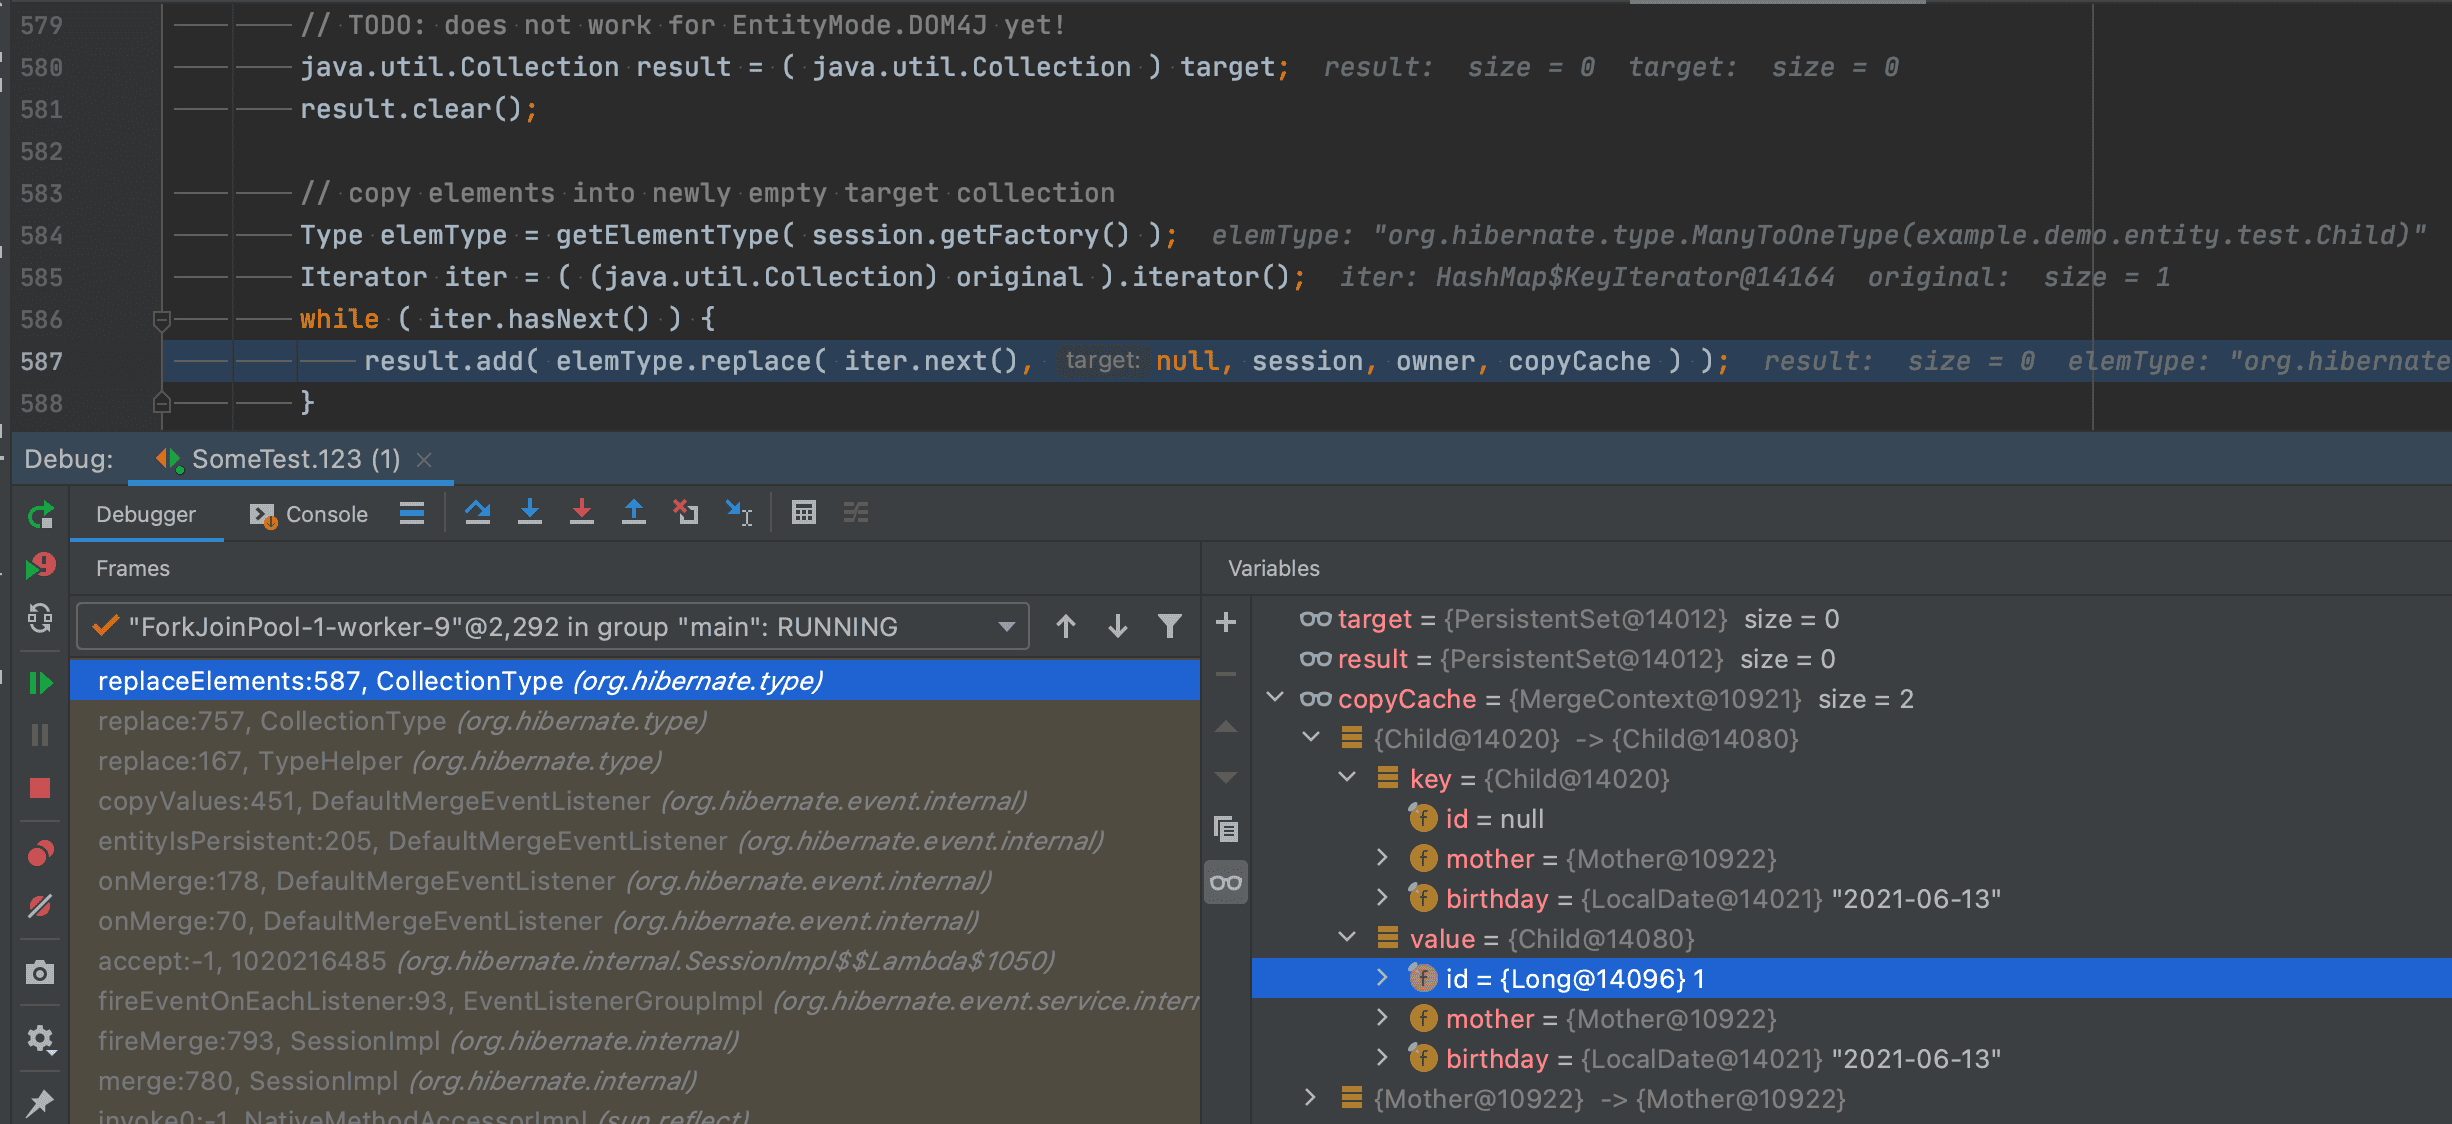 579 // TODO: does not work for EntityMode.DOM4J yet!
580 java.util.Collection result = ( java.util.Collection ) target; result: size = 0 target: size = 0
581 result.clear();
582
583 // copy elements into newly empty target collection
584 Type elemType = getElementType( session.getFactory() ); elemType: "org.hibernate.type.ManyToOneType(example.demo.entity.test.Child)"
585 Iterator iter = ( (java.util.Collection) original ).iterator(); iter: HashMap$KeyIterator@14164 original: size = 1
586 while ( iter.hasNext() ) {
587 result.add( elemType.replace( iter.next(), target: null, session, owner, copyCache ) ); result: size = 0 elemType: "org.hibernate
588 }
Debug: SomeTest.123 (1)
Debugger Console
Frames
"ForkJoinPool-1-worker-9"@2,292 in group "main": RUNNING
replaceElements:587, CollectionType (org.hibernate.type)
replace:757, CollectionType (org.hibernate.type)
replace:167, TypeHelper (org.hibernate.type)
copyValues:451, DefaultMergeEventListener (org.hibernate.event.internal)
entityIsPersistent:205, DefaultMergeEventListener (org.hibernate.event.internal)
onMerge:178, DefaultMergeEventListener (org.hibernate.event.internal)
onMerge:70, DefaultMergeEventListener (org.hibernate.event.internal)
accept:-1, 1020216485 (org.hibernate.internal.SessionImpl$$Lambda$1050)
fireEventOnEachListener:93, EventListenerGroupImpl (org.hibernate.event.service.interr
fireMerge:793, SessionImpl (org.hibernate.internal)
merge:780, SessionImpl (org.hibernate.internal)
invoke0:-1, NativeMethodAccessorImpl (sun.reflect)
Variables
target = {PersistentSet@14012} size = 0
result = {PersistentSet@14012} size = 0
copyCache = {MergeContext@10921} size = 2
{Child@14020} -> {Child@14080}
key = {Child@14020}
id = null
mother = {Mother@10922}
birthday = {LocalDate@14021} "2021-06-13"
value = {Child@14080}
id = {Long@14096} 1
mother = {Mother@10922}
birthday = {LocalDate@14021} "2021-06-13"
{Mother@10922} -> {Mother@10922}